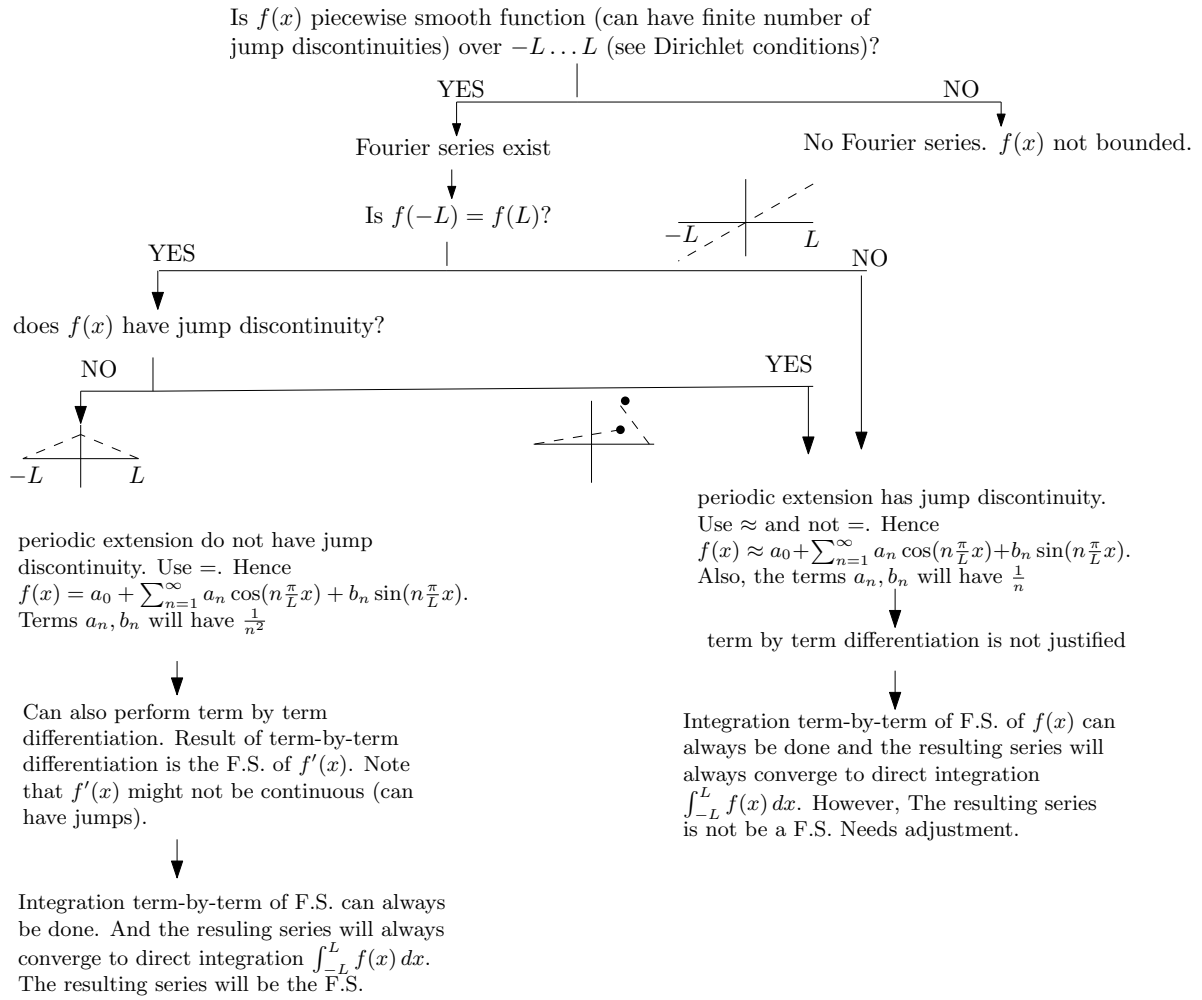 Is f(x) piecewise smooth function (can have finite number of
jump discontinuities) over −L…L (see Dirichlet conditions)?
YES
NO
Fourier series exist
No Fourier series. f(x) not bounded.
Is f(−L) = f(L)?
−L
L
YES
NO
does f(x) have jump discontinuity?
NO
YES
−L
L
periodic extension do not have jump
discontinuity. Use =. Hence
f(x) = a₀ + ∑_{n=1}^{∞} aₙ cos(n π/L x) + bₙ sin(n π/L x).
Terms aₙ, bₙ will have 1/n²
Can also perform term by term
differentiation. Result of term-by-term
differentiation is the F.S. of f′(x). Note
that f′(x) might not be continuous (can
have jumps).
Integration term-by-term of F.S. can always
be done. And the resuling series will always
converge to direct integration ∫_{−L}^{L} f(x) dx.
The resulting series will be the F.S.
periodic extension has jump discontinuity.
Use ≈ and not =. Hence
f(x) ≈ a₀+∑_{n=1}^{∞} aₙ cos(n π/L x)+bₙ sin(n π/L x).
Also, the terms aₙ, bₙ will have 1/n
term by term differentiation is not justified
Integration term-by-term of F.S. of f(x) can
always be done and the resulting series will
always converge to direct integration
∫_{−L}^{L} f(x) dx. However, The resulting series
is not be a F.S. Needs adjustment.